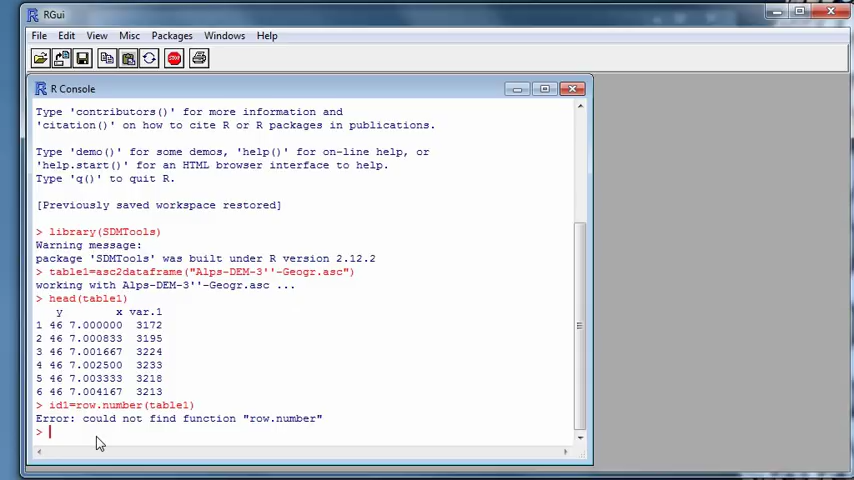 RGui
File Edit View Misc Packages Windows Help
STOP
R Console
Type 'contributors()' for more information and
'citation()' on how to cite R or R packages in publications.
Type 'demo()' for some demos, 'help()' for on-line help, or
'help.start()' for an HTML browser interface to help.
Type 'q()' to quit R.
[Previously saved workspace restored]
> library(SDMTools)
Warning message:
package 'SDMTools' was built under R version 2.12.2
> table1=asc2dataframe("Alps-DEM-3''-Geogr.asc")
working with Alps-DEM-3''-Geogr.asc ...
> head(table1)
y x var.1
1 46 7.000000 3172
2 46 7.000833 3195
3 46 7.001667 3224
4 46 7.002500 3233
5 46 7.003333 3218
6 46 7.004167 3213
> id1=row.number(table1)
Error: could not find function "row.number"
>